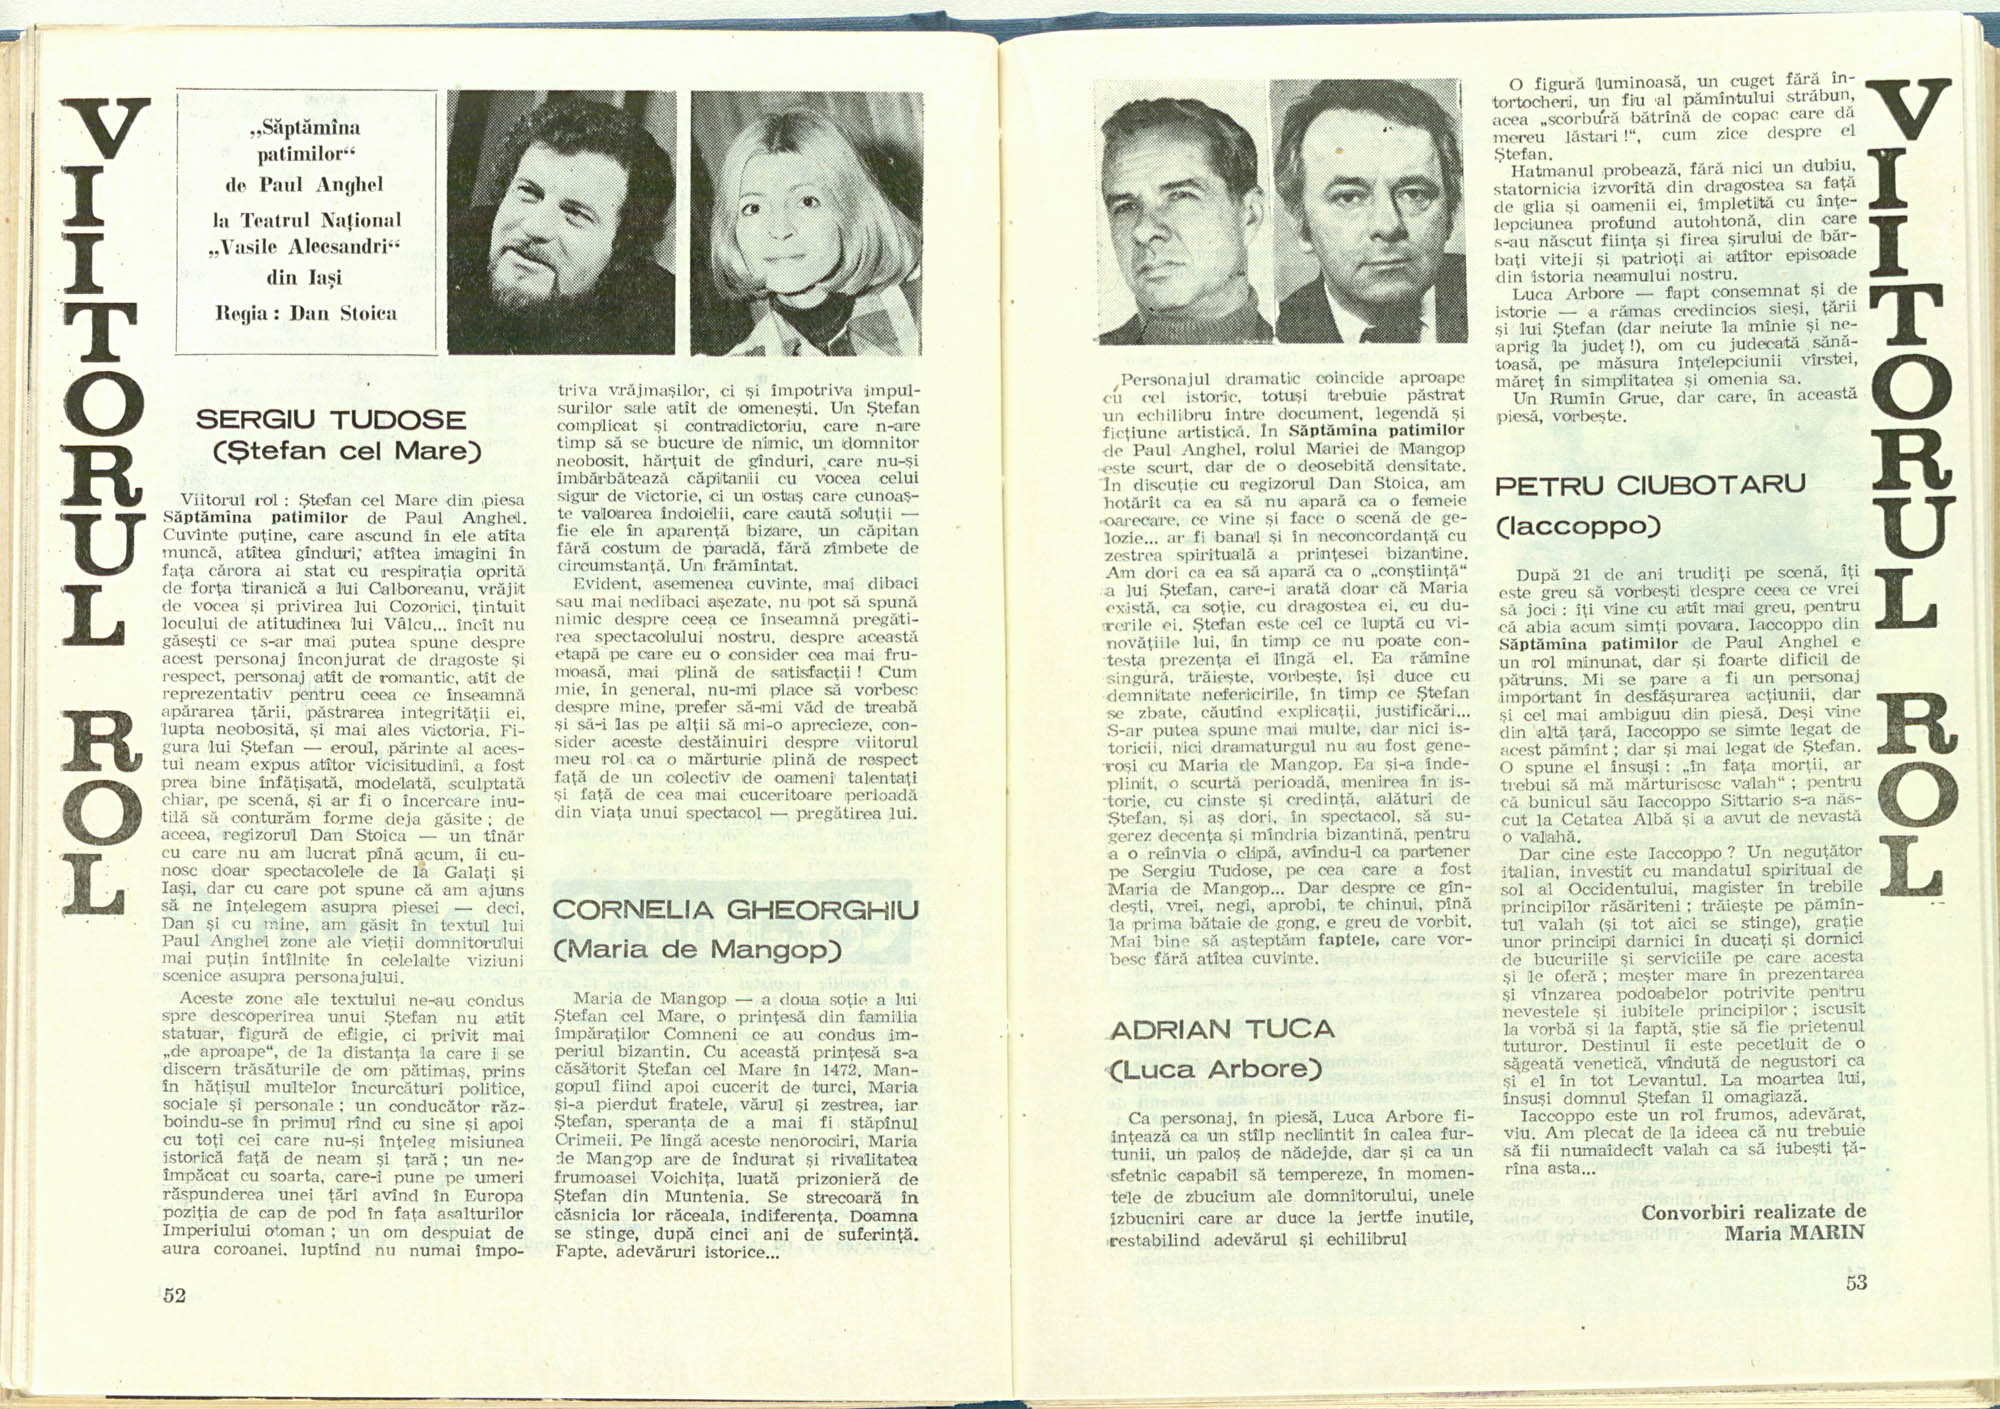 VIITORUL ROL
„Săptămîna
patimilor“
de Paul Anghel
la Teatrul Național
„Vasile Alecsandri“
din Iași
Regia : Dan Stoica
SERGIU TUDOSE
(Ștefan cel Mare)
Viitorul rol : Ștefan cel Mare din piesa
Săptămîna patimilor de Paul Anghel.
Cuvinte puține, care ascund în ele atîta
muncă, atîtea gînduri, atîtea imagini în
fața cărora ai stat cu respirația oprită
de forța tiranică a lui Calboreanu, vrăjit
de vocea și privirea lui Cozorici, țintuit
locului de atitudinea lui Vâlcu... încît nu
găsești ce s-ar mai putea spune despre
acest personaj înconjurat de dragoste și
respect, personaj atît de romantic, atît de
reprezentativ pentru ceea ce înseamnă
apărarea țării, păstrarea integrității ei,
lupta neobosită, și mai ales victoria. Fi-
gura lui Ștefan — eroul, părinte al aces-
tui neam expus atîtor vicisitudini, a fost
prea bine înfățișată, modelată, sculptată
chiar, pe scenă, și ar fi o încercare inu-
tilă să conturăm forme deja găsite ; de
aceea, regizorul Dan Stoica — un tînăr
cu care nu am lucrat pînă acum, îi cu-
nosc doar spectacolele de la Galați și
Iași, dar cu care pot spune că am ajuns
să ne înțelegem asupra piesei — deci,
Dan și cu mine, am găsit în textul lui
Paul Anghel zone ale vieții domnitorului
mai puțin întîlnite în celelalte viziuni
scenice asupra personajului.
Aceste zone ale textului ne-au condus
spre descoperirea unui Ștefan nu atît
statuar, figură de efigie, ci privit mai
„de aproape“, de la distanța la care i se
discern trăsăturile de om pătimaș, prins
în hățișul multelor încurcături politice,
sociale și personale ; un conducător răz-
boindu-se în primul rînd cu sine și apoi
cu toți cei care nu-și înțeleg misiunea
istorică față de neam și țară ; un ne-
împăcat cu soarta, care-i pune pe umeri
răspunderea unei țări avînd în Europa
poziția de cap de pod în fața asalturilor
Imperiului otoman ; un om despuiat de
aura coroanei, luptînd nu numai împo-
triva vrăjmașilor, ci și împotriva impul-
surilor sale atît de omenești. Un Ștefan
complicat și contradictoriu, care n-are
timp să se bucure de nimic, un domnitor
neobosit, hărțuit de gînduri, care nu-și
îmbărbătează căpitanii cu vocea celui
sigur de victorie, ci un ostaș care cunoaș-
te valoarea îndoielii, care caută soluții —
fie ele în aparență bizare, un căpitan
fără costum de paradă, fără zîmbete de
circumstanță. Un frămîntat.
Evident, asemenea cuvinte, mai dibaci
sau mai nedibaci așezate, nu pot să spună
nimic despre ceea ce înseamnă pregăti-
rea spectacolului nostru, despre această
etapă pe care eu o consider cea mai fru-
moasă, mai plină de satisfacții ! Cum
mie, în general, nu-mi place să vorbesc
despre mine, prefer să-mi văd de treabă
și să-i las pe alții să mi-o aprecieze, con-
sider aceste destăinuiri despre viitorul
meu rol ca o mărturie plină de respect
față de un colectiv de oameni talentați
și față de cea mai cuceritoare perioadă
din viața unui spectacol — pregătirea lui.
CORNELIA GHEORGHIU
(Maria de Mangop)
Maria de Mangop — a doua soție a lui
Ștefan cel Mare, o prințesă din familia
împăraților Comneni ce au condus im-
periul bizantin. Cu această prințesă s-a
căsătorit Ștefan cel Mare în 1472. Man-
gopul fiind apoi cucerit de turci, Maria
și-a pierdut fratele, vărul și zestrea, iar
Ștefan, speranța de a mai fi stăpînul
Crimeii. Pe lîngă aceste nenorociri, Maria
de Mangop are de îndurat și rivalitatea
frumoasei Voichița, luată prizonieră de
Ștefan din Muntenia. Se strecoară în
căsnicia lor răceala, indiferența. Doamna
se stinge, după cinci ani de suferință.
Fapte, adevăruri istorice...
52
Personajul dramatic coincide aproape
cu cel istoric, totuși trebuie păstrat
un echilibru între document, legendă și
ficțiune artistică. În Săptămîna patimilor
de Paul Anghel, rolul Mariei de Mangop
este scurt, dar de o deosebită densitate.
În discuție cu regizorul Dan Stoica, am
hotărît ca ea să nu apară ca o femeie
oarecare, ce vine și face o scenă de ge-
lozie... ar fi banal și în neconcordanță cu
zestrea spirituală a prințesei bizantine.
Am dori ca ea să apară ca o „conștiință“
a lui Ștefan, care-i arată doar că Maria
există, ca soție, cu dragostea ei, cu du-
rerile ei. Ștefan este cel ce luptă cu vi-
novățiile lui, în timp ce nu poate con-
testa prezența ei lîngă el. Ea rămîne
singură, trăiește, vorbește, își duce cu
demnitate nefericirile, în timp ce Ștefan
se zbate, căutînd explicații, justificări...
S-ar putea spune mai multe, dar nici is-
toricii, nici dramaturgul nu au fost gene-
roși cu Maria de Mangop. Ea și-a înde-
plinit, o scurtă perioadă, menirea în is-
torie, cu cinste și credință, alături de
Ștefan, și aș dori, în spectacol, să su-
gerez decența și mîndria bizantină, pentru
a o reînvia o clipă, avîndu-l ca partener
pe Sergiu Tudose, pe cea care a fost
Maria de Mangop... Dar despre ce gîn-
dești, vrei, negi, aprobi, te chinui, pînă
la prima bătaie de gong, e greu de vorbit.
Mai bine să așteptăm faptele, care vor-
besc fără atîtea cuvinte.
ADRIAN TUCA
(Luca Arbore)
Ca personaj, în piesă, Luca Arbore fi-
ințează ca un stîlp neclintit în calea fur-
tunii, un paloș de nădejde, dar și ca un
sfetnic capabil să tempereze, în momen-
tele de zbucium ale domnitorului, unele
izbucniri care ar duce la jertfe inutile,
restabilind adevărul și echilibrul
O figură luminoasă, un cuget fără în-
tortocheri, un fiu al pămîntului străbun,
acea „scorbură bătrînă de copac care dă
mereu lăstari !“, cum zice despre el
Ștefan.
Hatmanul probează, fără nici un dubiu,
statornicia izvorîtă din dragostea sa față
de glia și oamenii ei, împletită cu înțe-
lepciunea profund autohtonă, din care
s-au născut ființa și firea șirului de băr-
bați viteji și patrioți ai atîtor episoade
din istoria neamului nostru.
Luca Arbore — fapt consemnat și de
istorie — a rămas credincios sieși, țării
și lui Ștefan (dar neiute la mînie și ne-
aprig la județ !), om cu judecată sănă-
toasă, pe măsura înțelepciunii vîrstei,
măreț în simplitatea și omenia sa.
Un Rumîn Grue, dar care, în această
piesă, vorbește.
PETRU CIUBOTARU
(Iaccoppo)
După 21 de ani trudiți pe scenă, îți
este greu să vorbești despre ceea ce vrei
să joci : îți vine cu atît mai greu, pentru
că abia acum simți povara. Iaccoppo din
Săptămîna patimilor de Paul Anghel e
un rol minunat, dar și foarte dificil de
pătruns. Mi se pare a fi un personaj
important în desfășurarea acțiunii, dar
și cel mai ambiguu din piesă. Deși vine
din altă țară, Iaccoppo se simte legat de
acest pămînt ; dar și mai legat de Ștefan.
O spune el însuși : „în fața morții, ar
trebui să mă mărturisesc valah“ ; pentru
că bunicul său Iaccoppo Sittario s-a năs-
cut la Cetatea Albă și a avut de nevastă
o valahă.
Dar cine este Iaccoppo ? Un neguțător
italian, investit cu mandatul spiritual de
sol al Occidentului, magister în trebile
principilor răsăriteni ; trăiește pe pămîn-
tul valah (și tot aici se stinge), grație
unor principi darnici în ducați și dornici
de bucuriile și serviciile pe care acesta
și le oferă ; meșter mare în prezentarea
și vînzarea podoabelor potrivite pentru
nevestele și iubitele principilor ; iscusit
la vorbă și la faptă, știe să fie prietenul
tuturor. Destinul îi este pecetluit de o
săgeată venetică, vîndută de negustori ca
și el în tot Levantul. La moartea lui,
însuși domnul Ștefan îl omagiază.
Iaccoppo este un rol frumos, adevărat,
viu. Am plecat de la ideea că nu trebuie
să fii numaidecît valah ca să iubești ță-
rîna asta...
Convorbiri realizate de
Maria MARIN
53
VIITORUL ROL